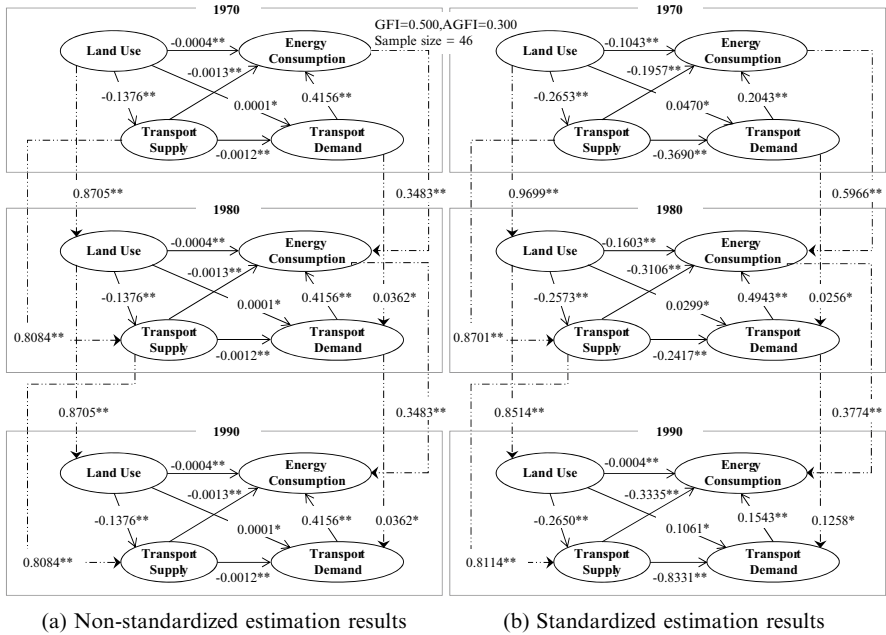 1970
GFI=0.500,AGFI=0.300
Sample size = 46
Land Use
-0.0004**
Energy
Consumption
-0.0013**
-0.1376**
0.0001*
0.4156**
Transport
Supply
-0.0012**
Transport
Demand
0.8705**
0.3483**
1980
Land Use
-0.0004**
Energy
Consumption
-0.0013**
-0.1376**
0.0001*
0.4156**
0.0362*
0.8084**
Transport
Supply
-0.0012**
Transport
Demand
0.8705**
0.3483**
1990
Land Use
-0.0004**
Energy
Consumption
-0.0013**
-0.1376**
0.0001*
0.4156**
0.0362*
0.8084**
Transport
Supply
-0.0012**
Transport
Demand
(a) Non-standardized estimation results
1970
Land Use
-0.1043**
Energy
Consumption
-0.1957**
-0.2653**
0.0470*
0.2043**
Transport
Supply
-0.3690**
Transport
Demand
0.9699**
0.5966**
1980
Land Use
-0.1603**
Energy
Consumption
-0.3106**
-0.2573**
0.0299*
0.4943**
0.0256*
0.8701**
Transport
Supply
-0.2417**
Transport
Demand
0.8514**
0.3774**
1990
Land Use
-0.0004**
Energy
Consumption
-0.3335**
-0.2650**
0.1061*
0.1543**
0.1258*
0.8114**
Transport
Supply
-0.8331**
Transport
Demand
(b) Standardized estimation results